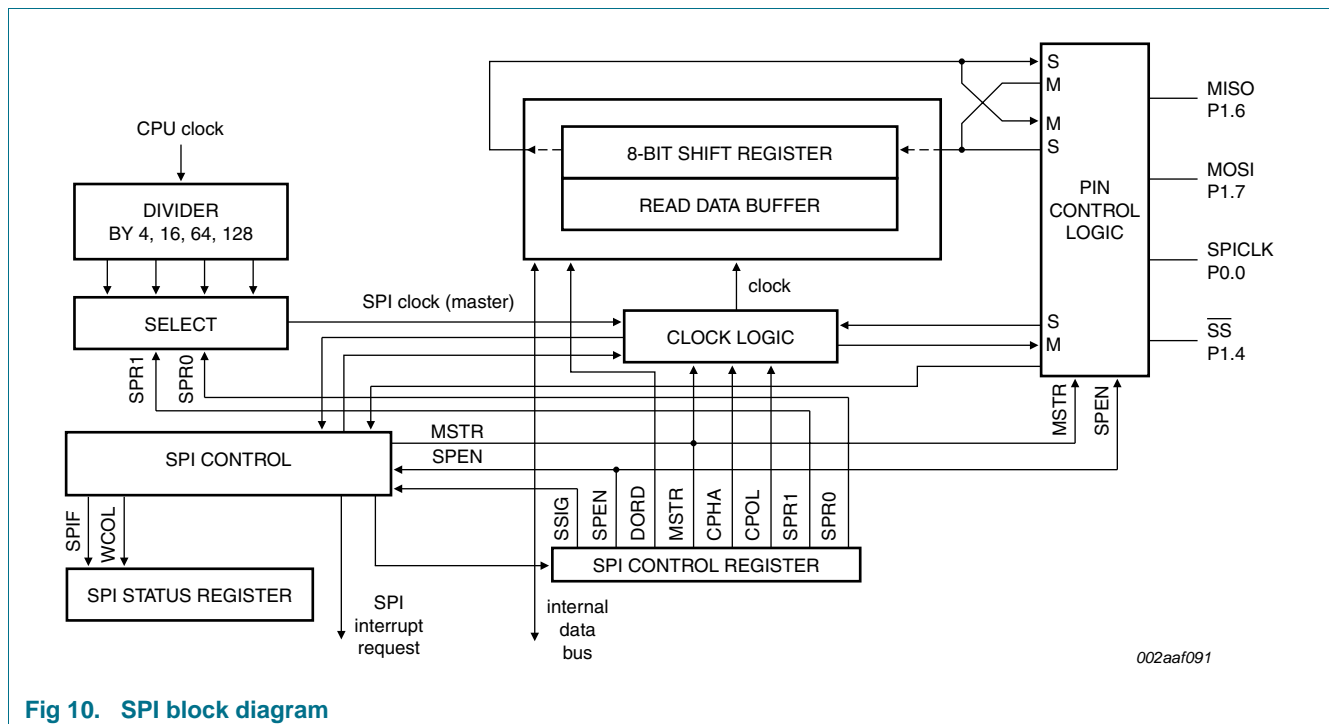 CPU clock
DIVIDER
BY 4, 16, 64, 128
SELECT
SPR1
SPR0
SPI clock (master)
8-BIT SHIFT REGISTER
READ DATA BUFFER
clock
CLOCK LOGIC
S
M
M
S
PIN
CONTROL
LOGIC
S
M
MISO
P1.6
MOSI
P1.7
SPICLK
P0.0
SS
P1.4
MSTR
SPEN
SPI CONTROL
MSTR
SPEN
SPIF
WCOL
SPI STATUS REGISTER
SSIG
SPEN
DORD
MSTR
CPHA
CPOL
SPR1
SPR0
SPI CONTROL REGISTER
SPI
interrupt
request
internal
data
bus
002aaf091
Fig 10. SPI block diagram